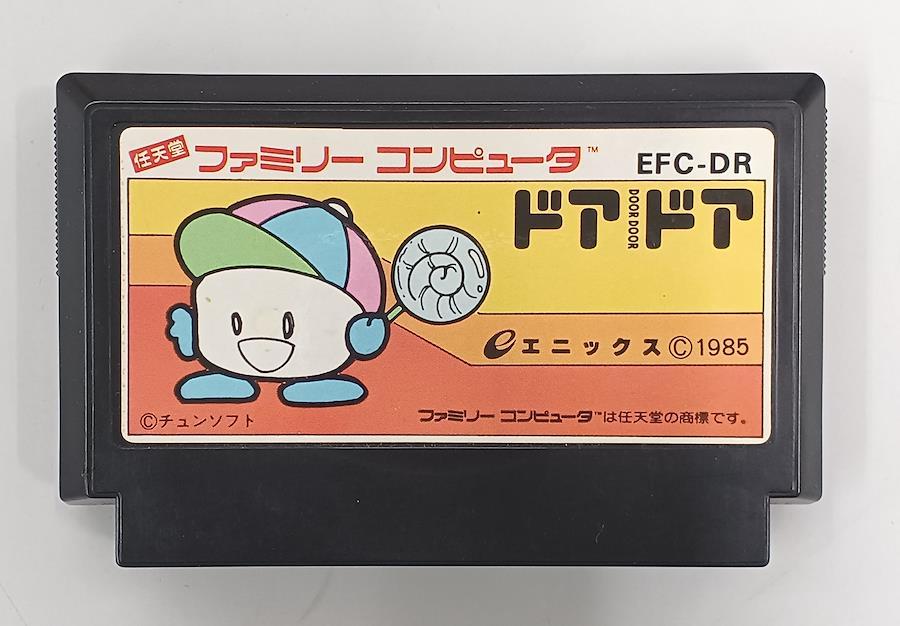 任天堂 ファミリー コンピュータ™ EFC-DR
ドアドア
DOOR DOOR
eエニックス©1985
©チュンソフト
ファミリー コンピュータ™は任天堂の商標です。